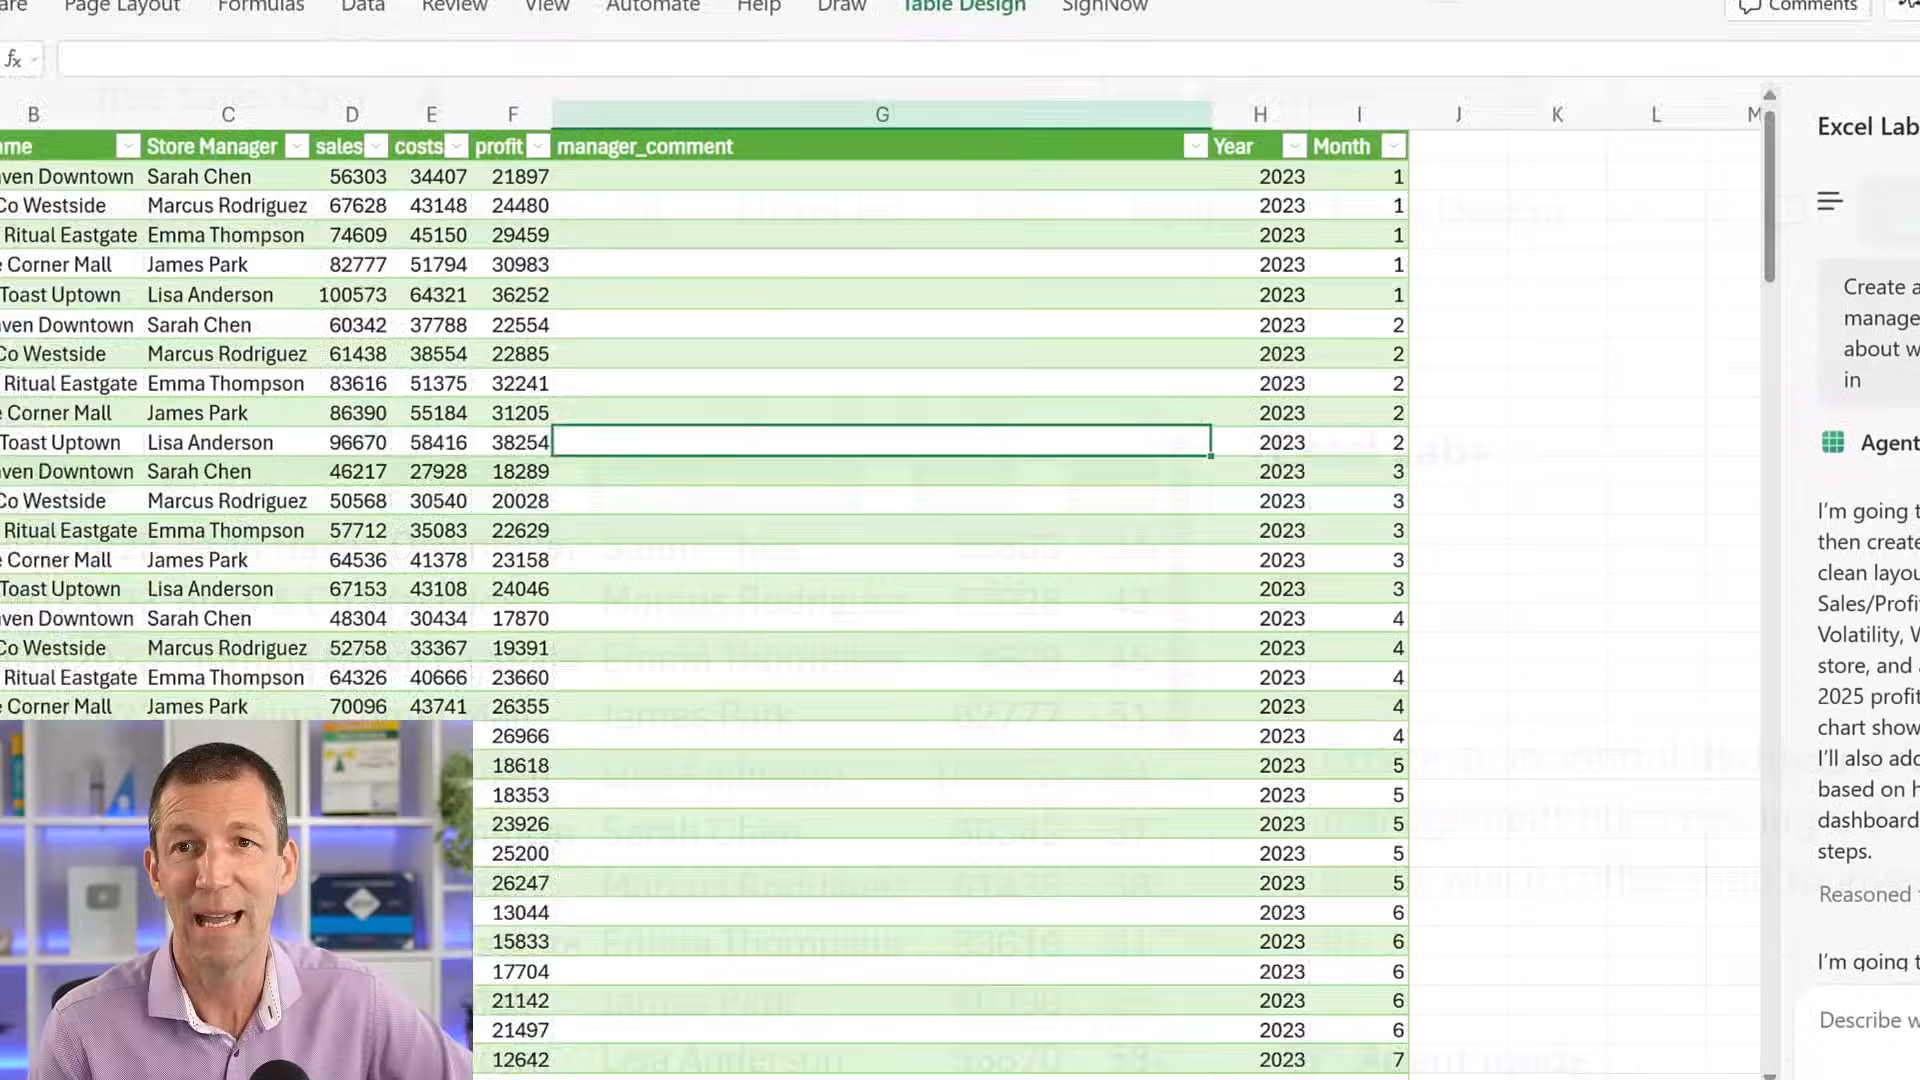 are Page Layout Formulas Data Review View Automate Help Draw Table Design SignNow Comments
fx
B C D E F G H I J K L M
me Store Manager sales costs profit manager_comment Year Month
aven Downtown Sarah Chen 56303 34407 21897 2023 1
Co Westside Marcus Rodriguez 67628 43148 24480 2023 1
Ritual Eastgate Emma Thompson 74609 45150 29459 2023 1
e Corner Mall James Park 82777 51794 30983 2023 1
Toast Uptown Lisa Anderson 100573 64321 36252 2023 1
aven Downtown Sarah Chen 60342 37788 22554 2023 2
Co Westside Marcus Rodriguez 61438 38554 22885 2023 2
Ritual Eastgate Emma Thompson 83616 51375 32241 2023 2
e Corner Mall James Park 86390 55184 31205 2023 2
Toast Uptown Lisa Anderson 96670 58416 38254 2023 2
aven Downtown Sarah Chen 46217 27928 18289 2023 3
Co Westside Marcus Rodriguez 50568 30540 20028 2023 3
Ritual Eastgate Emma Thompson 57712 35083 22629 2023 3
e Corner Mall James Park 64536 41378 23158 2023 3
Toast Uptown Lisa Anderson 67153 43108 24046 2023 3
aven Downtown Sarah Chen 48304 30434 17870 2023 4
Co Westside Marcus Rodriguez 52758 33367 19391 2023 4
Ritual Eastgate Emma Thompson 64326 40666 23660 2023 4
e Corner Mall James Park 70096 43741 26355 2023 4
26966 2023 4
18618 2023 5
18353 2023 5
23926 2023 5
25200 2023 5
26247 2023 5
13044 2023 6
15833 2023 6
17704 2023 6
21142 2023 6
21497 2023 6
12642 2023 7
Excel Lab
Create a
manage
about w
in
Agent
I'm going t
then create
clean layou
Sales/Profi
Volatility, W
store, and a
2025 profit
chart show
I'll also add
based on h
dashboard
steps.
Reasoned
I'm going t
Describe w